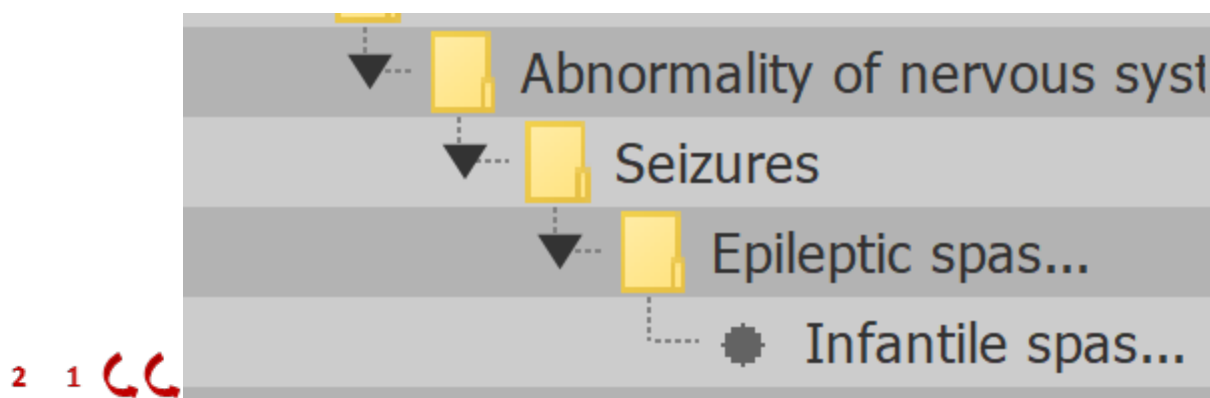 Abnormality of nervous syst
Seizures
Epileptic spas...
Infantile spas...
2 1